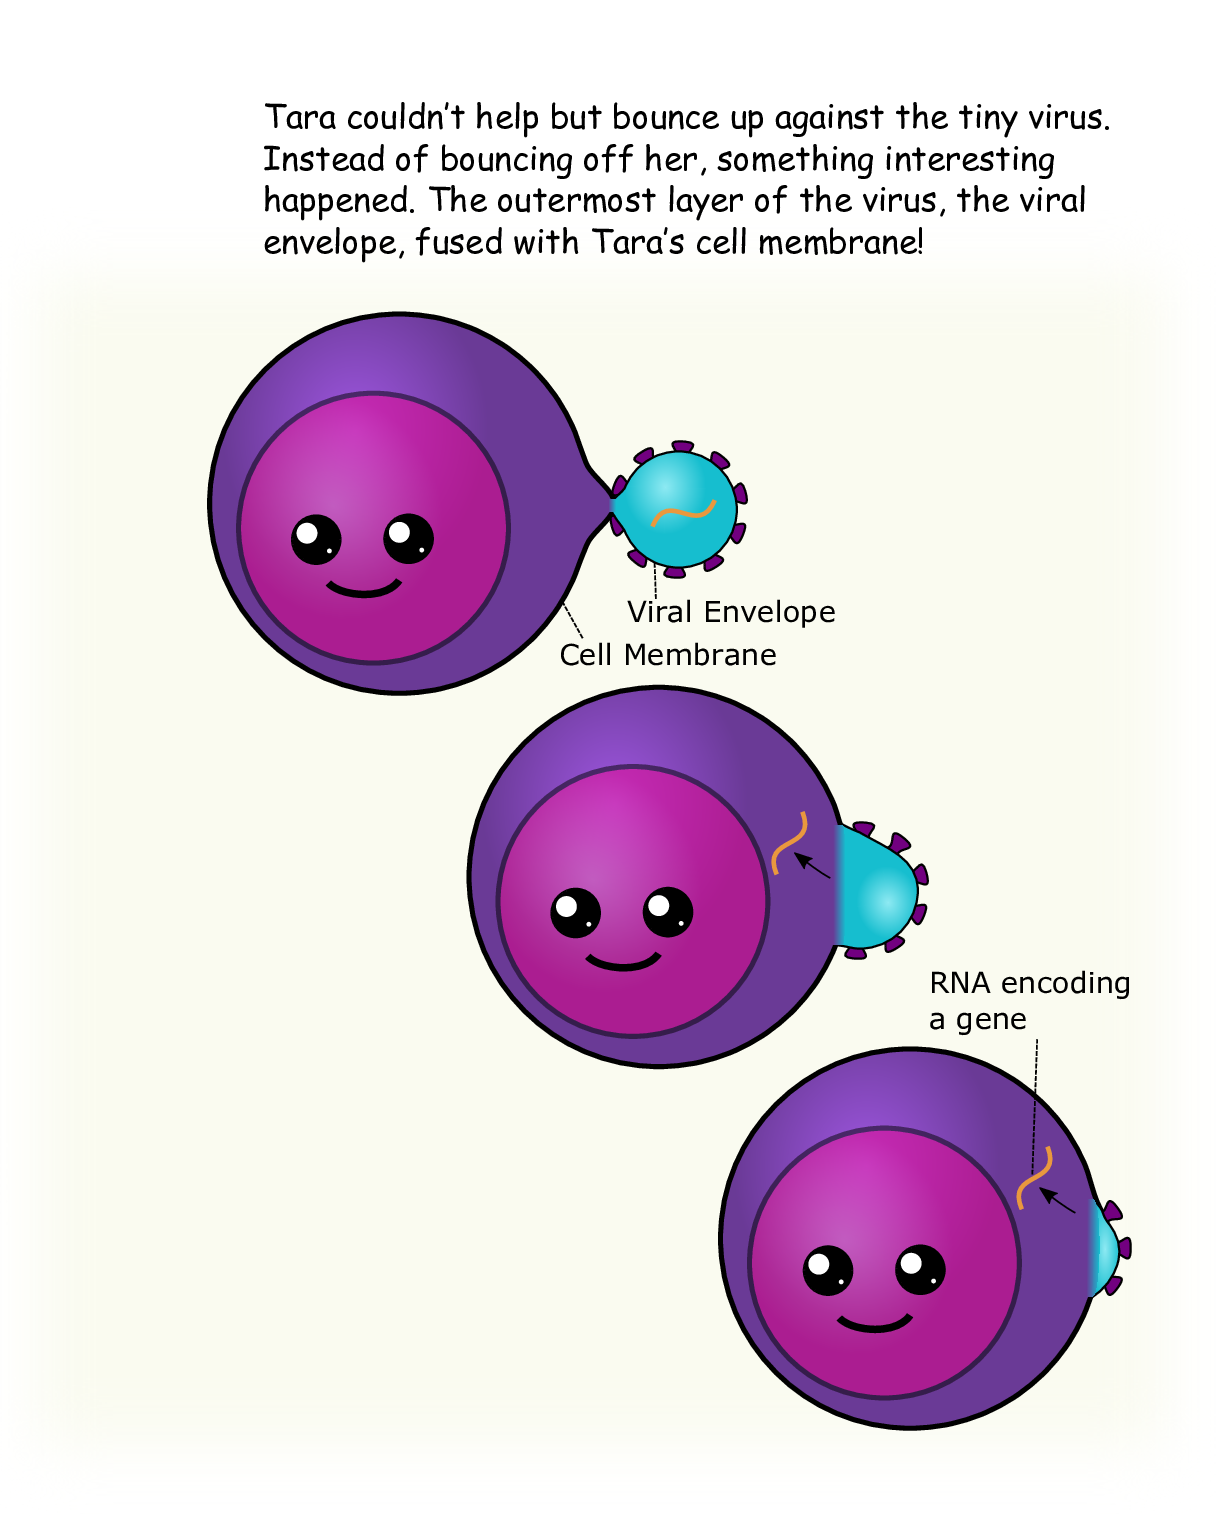 Tara couldn't help but bounce up against the tiny virus.
Instead of bouncing off her, something interesting
happened. The outermost layer of the virus, the viral
envelope, fused with Tara's cell membrane!
Viral Envelope
Cell Membrane
RNA encoding
a gene